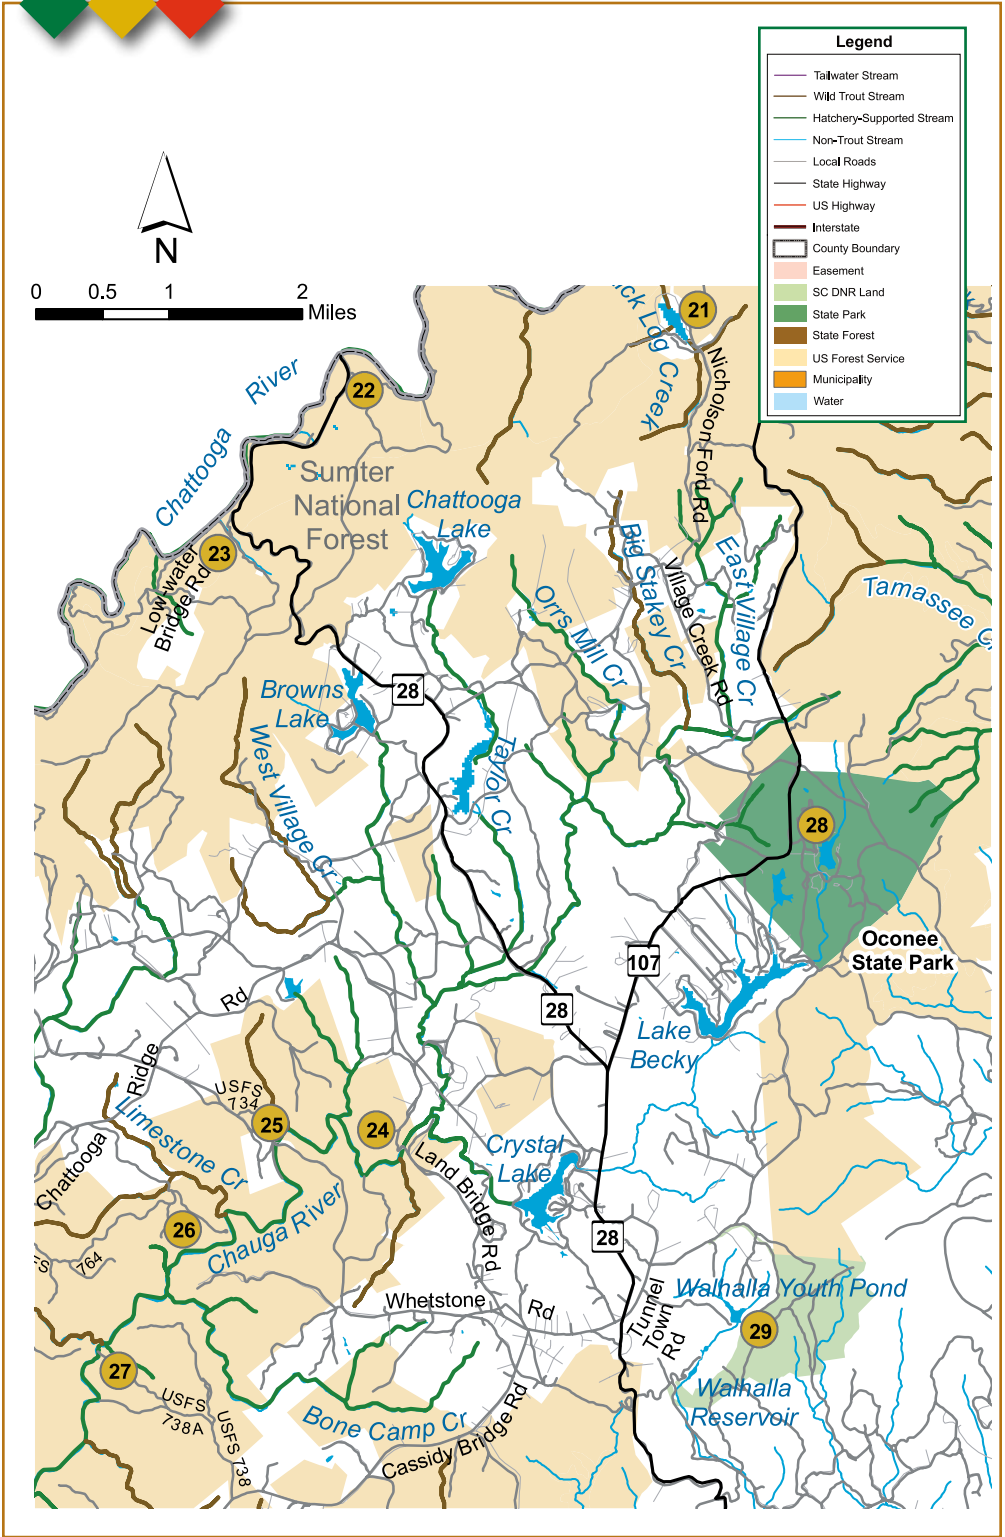 Legend
Tailwater Stream
Wild Trout Stream
Hatchery-Supported Stream
Non-Trout Stream
Local Roads
State Highway
US Highway
Interstate
County Boundary
Easement
SC DNR Land
State Park
State Forest
US Forest Service
Municipality
Water
N
0 0.5 1 2
Miles
21
22
River
Chattooga
Nicholson Ford Rd
Log Creek
Sumter
National
Forest
Chattooga
Lake
23
Low-water
Bridge Rd
Big Stakey Cr
Village Creek Rd
East Village Cr
Orrs Mill Cr
Tamassee
Browns
Lake
28
West Village Cr
Taylor Cr
28
Oconee
State Park
107
28
Lake
Becky
Rd
Ridge
Chattooga
USFS
734
25
24
Limestone Cr
Land Bridge Rd
Crystal
Lake
26
Chauga River
764
28
Walhalla Youth Pond
29
Whetstone
Rd
Tunnel
Town
Rd
27
USFS
738A
USFS 738
Walhalla
Reservoir
Bone Camp Cr
Cassidy Bridge Rd